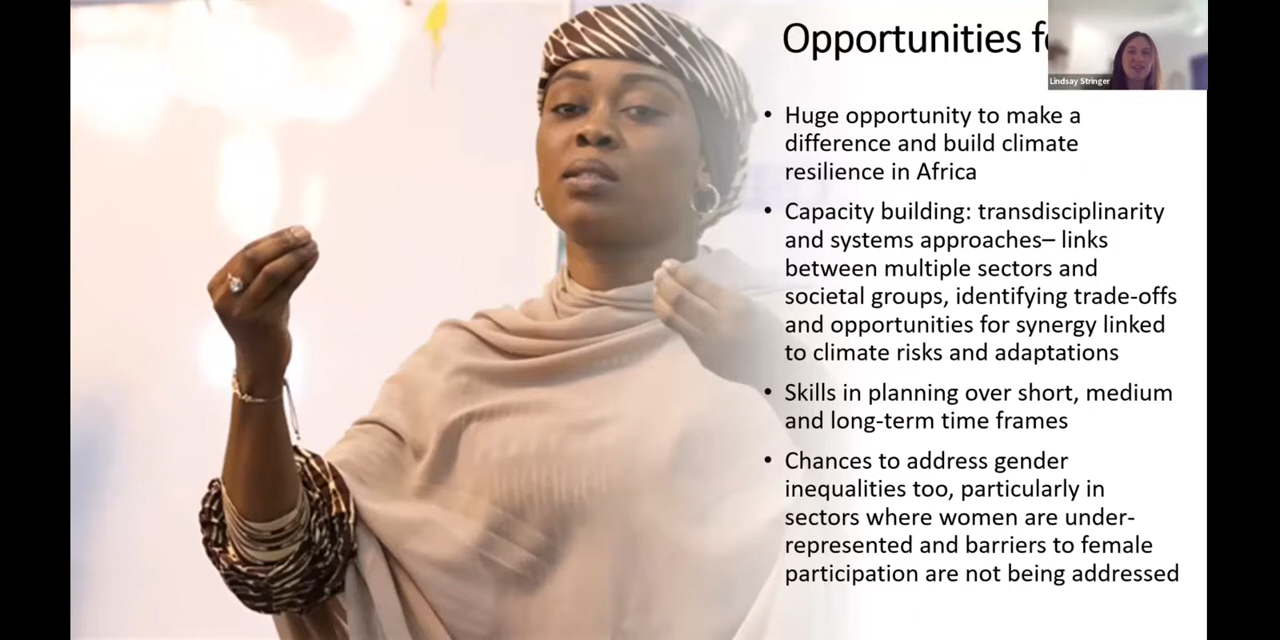 Opportunities f
Lindsay Stringer
• Huge opportunity to make a
difference and build climate
resilience in Africa
• Capacity building: transdisciplinarity
and systems approaches– links
between multiple sectors and
societal groups, identifying trade-offs
and opportunities for synergy linked
to climate risks and adaptations
• Skills in planning over short, medium
and long-term time frames
• Chances to address gender
inequalities too, particularly in
sectors where women are under-
represented and barriers to female
participation are not being addressed